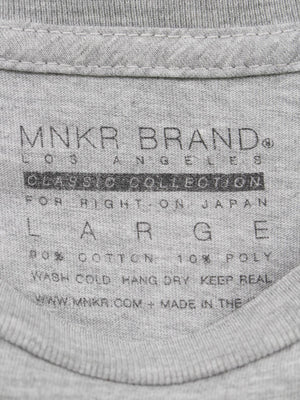 MNKR BRAND®
LOS ANGELES
CLASSIC COLLECTION
FOR RIGHT-ON JAPAN
LARGE
90% COTTON 10% POLY
WASH COLD HANG DRY KEEP REAL
WWW.MNKR.COM + MADE IN THE